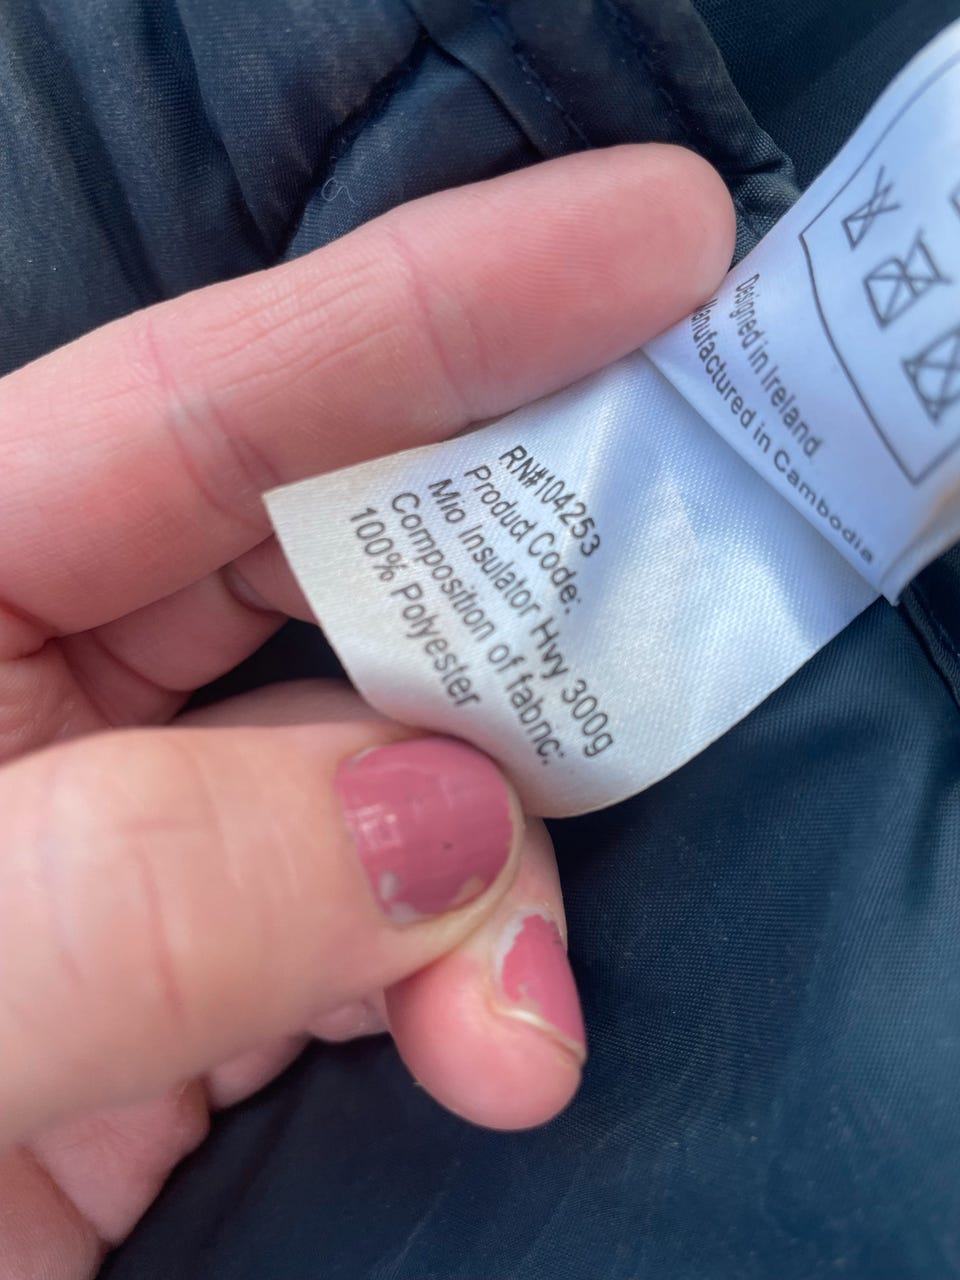 Designed in Ireland
Manufactured in Cambodia
RN#104253
Product Code:
Mio Insulator Hvy 300g
Composition of fabric:
100% Polyester